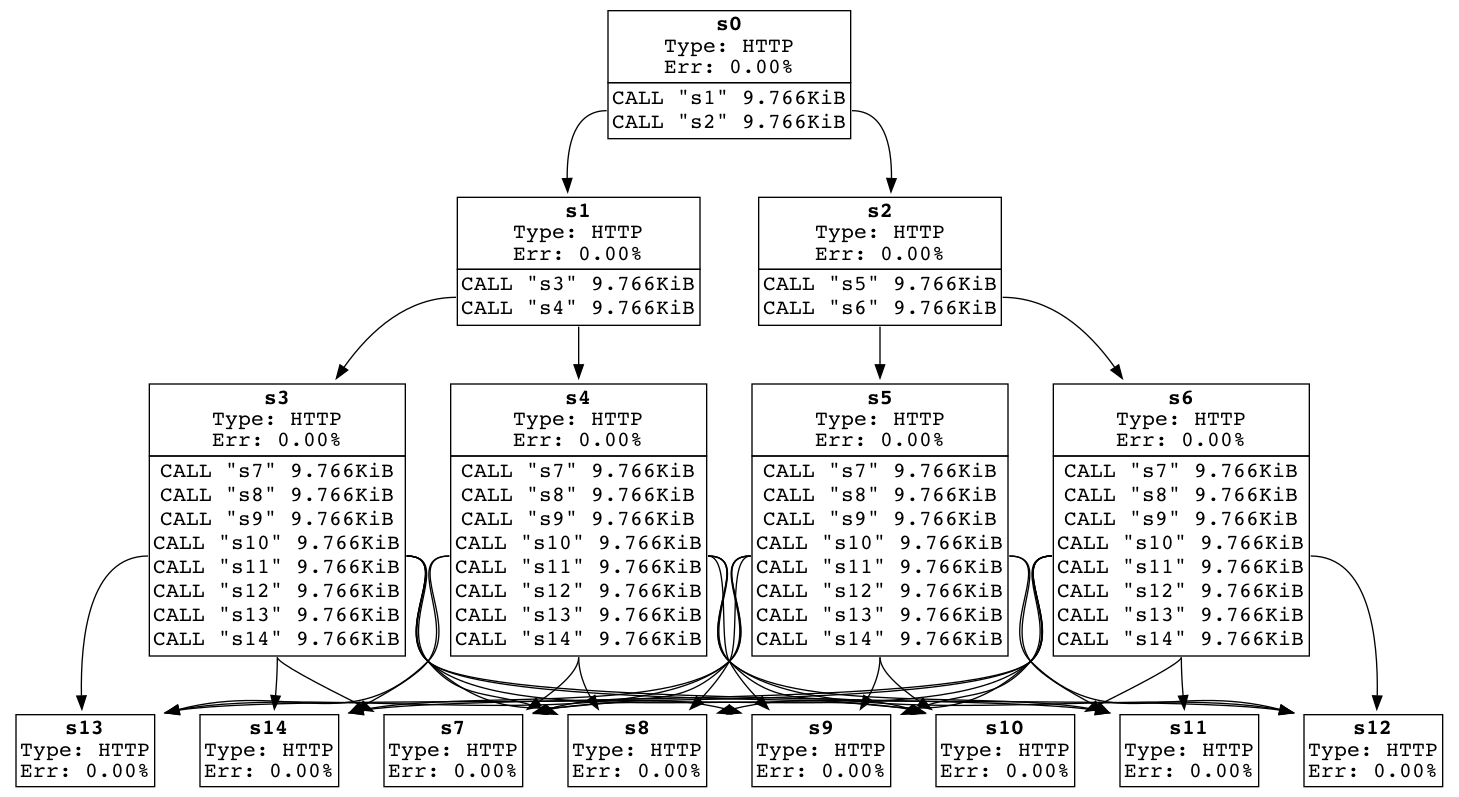 s0
Type: HTTP
Err: 0.00%
CALL "s1" 9.766KiB
CALL "s2" 9.766KiB
s1
Type: HTTP
Err: 0.00%
CALL "s3" 9.766KiB
CALL "s4" 9.766KiB
s2
Type: HTTP
Err: 0.00%
CALL "s5" 9.766KiB
CALL "s6" 9.766KiB
s3
Type: HTTP
Err: 0.00%
CALL "s7" 9.766KiB
CALL "s8" 9.766KiB
CALL "s9" 9.766KiB
CALL "s10" 9.766KiB
CALL "s11" 9.766KiB
CALL "s12" 9.766KiB
CALL "s13" 9.766KiB
CALL "s14" 9.766KiB
s4
Type: HTTP
Err: 0.00%
CALL "s7" 9.766KiB
CALL "s8" 9.766KiB
CALL "s9" 9.766KiB
CALL "s10" 9.766KiB
CALL "s11" 9.766KiB
CALL "s12" 9.766KiB
CALL "s13" 9.766KiB
CALL "s14" 9.766KiB
s5
Type: HTTP
Err: 0.00%
CALL "s7" 9.766KiB
CALL "s8" 9.766KiB
CALL "s9" 9.766KiB
CALL "s10" 9.766KiB
CALL "s11" 9.766KiB
CALL "s12" 9.766KiB
CALL "s13" 9.766KiB
CALL "s14" 9.766KiB
s6
Type: HTTP
Err: 0.00%
CALL "s7" 9.766KiB
CALL "s8" 9.766KiB
CALL "s9" 9.766KiB
CALL "s10" 9.766KiB
CALL "s11" 9.766KiB
CALL "s12" 9.766KiB
CALL "s13" 9.766KiB
CALL "s14" 9.766KiB
s13
Type: HTTP
Err: 0.00%
s14
Type: HTTP
Err: 0.00%
s7
Type: HTTP
Err: 0.00%
s8
Type: HTTP
Err: 0.00%
s9
Type: HTTP
Err: 0.00%
s10
Type: HTTP
Err: 0.00%
s11
Type: HTTP
Err: 0.00%
s12
Type: HTTP
Err: 0.00%